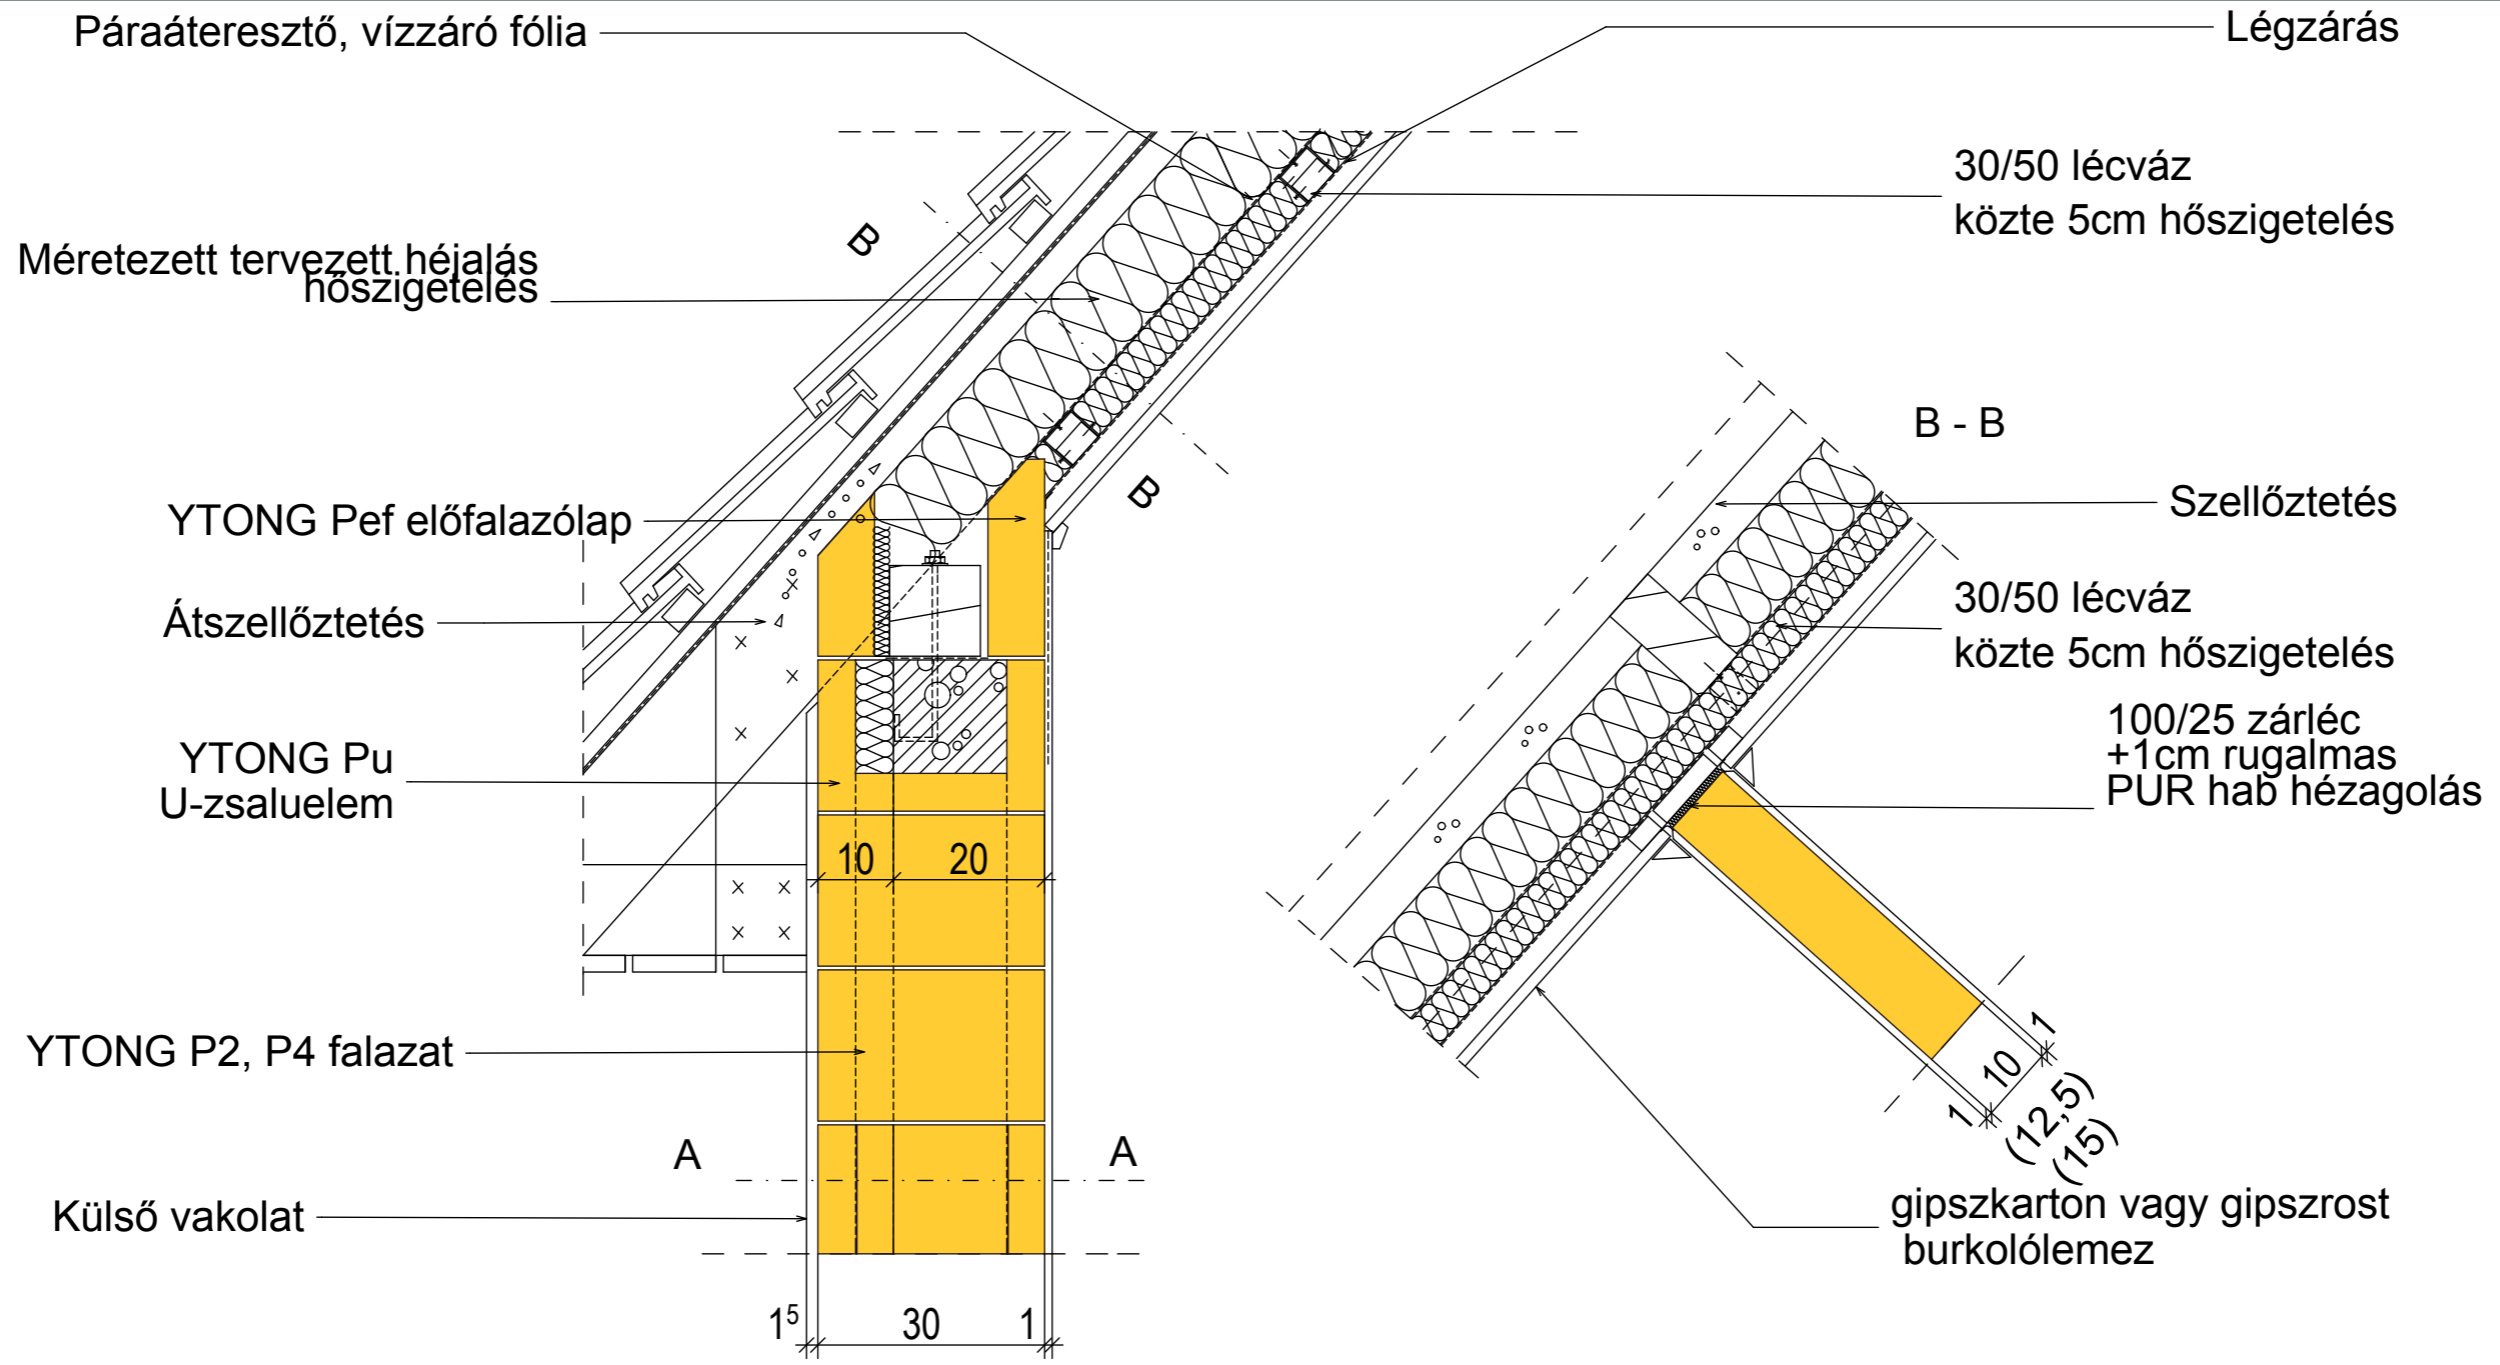 Páraáteresztő, vízzáró fólia
Légzárás
30/50 lécváz
közte 5cm hőszigetelés
B
Méretezett tervezett héjalás
hőszigetelés
B - B
B
Szellőztetés
YTONG Pef előfalazólap
30/50 lécváz
közte 5cm hőszigetelés
Átszellőztetés
100/25 zárléc
+1cm rugalmas
PUR hab hézagolás
YTONG Pu
U-zsaluelem
10 20
YTONG P2, P4 falazat
1
10
1
(12,5)
(15)
A A
Külső vakolat
gipszkarton vagy gipszrost
burkolólemez
1⁵ 30 1